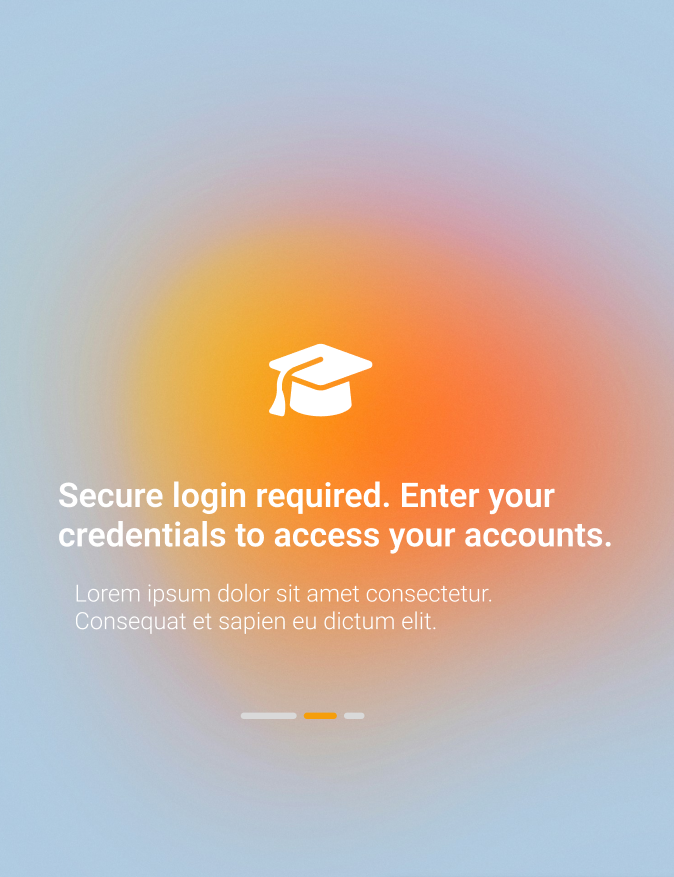 Secure login required. Enter your
credentials to access your accounts.
Lorem ipsum dolor sit amet consectetur.
Consequat et sapien eu dictum elit.